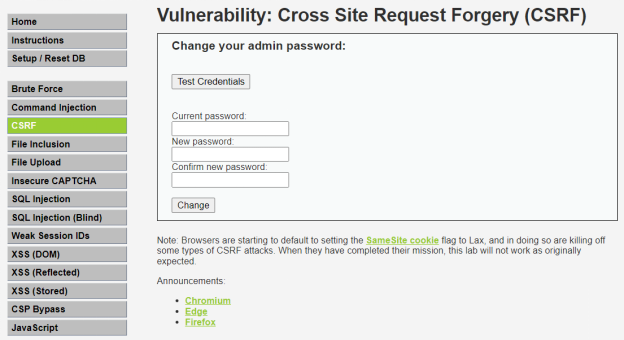 Home
Instructions
Setup / Reset DB
Brute Force
Command Injection
CSRF
File Inclusion
File Upload
Insecure CAPTCHA
SQL Injection
SQL Injection (Blind)
Weak Session IDs
XSS (DOM)
XSS (Reflected)
XSS (Stored)
CSP Bypass
JavaScript
Vulnerability: Cross Site Request Forgery (CSRF)
Change your admin password:
Test Credentials
Current password:
New password:
Confirm new password:
Change
Note: Browsers are starting to default to setting the SameSite cookie flag to Lax, and in doing so are killing off
some types of CSRF attacks. When they have completed their mission, this lab will not work as originally
expected.
Announcements:
• Chromium
• Edge
• Firefox